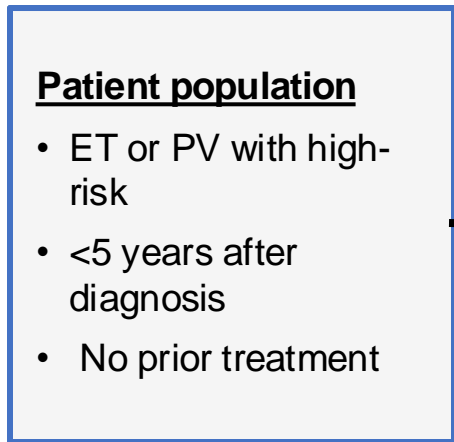 Patient population
• ET or PV with high-
risk
• <5 years after
diagnosis
• No prior treatment